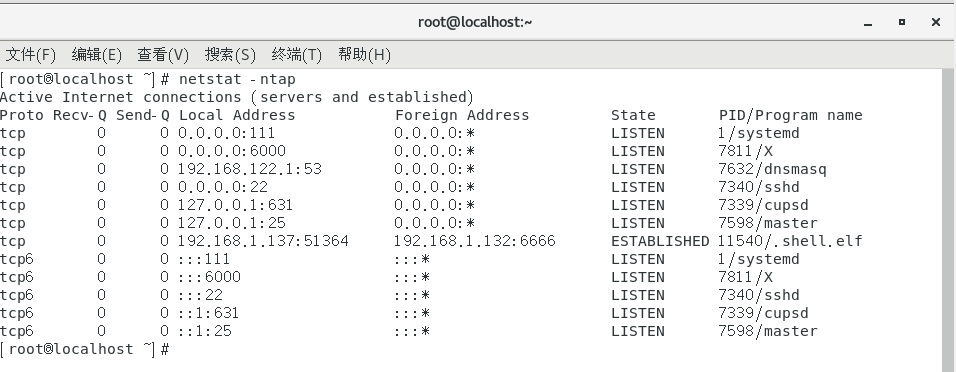 root@localhost:~
文件(F) 编辑(E) 查看(V) 搜索(S) 终端(T) 帮助(H)
[root@localhost ~]# netstat -ntap
Active Internet connections (servers and established)
Proto Recv-Q Send-Q Local Address           Foreign Address         State       PID/Program name
tcp        0      0 0.0.0.0:111             0.0.0.0:*               LISTEN      1/systemd
tcp        0      0 0.0.0.0:6000            0.0.0.0:*               LISTEN      7811/X
tcp        0      0 192.168.122.1:53        0.0.0.0:*               LISTEN      7632/dnsmasq
tcp        0      0 0.0.0.0:22              0.0.0.0:*               LISTEN      7340/sshd
tcp        0      0 127.0.0.1:631           0.0.0.0:*               LISTEN      7339/cupsd
tcp        0      0 127.0.0.1:25            0.0.0.0:*               LISTEN      7598/master
tcp        0      0 192.168.1.137:51364     192.168.1.132:6666      ESTABLISHED 11540/.shell.elf
tcp6       0      0 :::111                  :::*                    LISTEN      1/systemd
tcp6       0      0 :::6000                 :::*                    LISTEN      7811/X
tcp6       0      0 :::22                   :::*                    LISTEN      7340/sshd
tcp6       0      0 ::1:631                 :::*                    LISTEN      7339/cupsd
tcp6       0      0 ::1:25                  :::*                    LISTEN      7598/master
[root@localhost ~]#